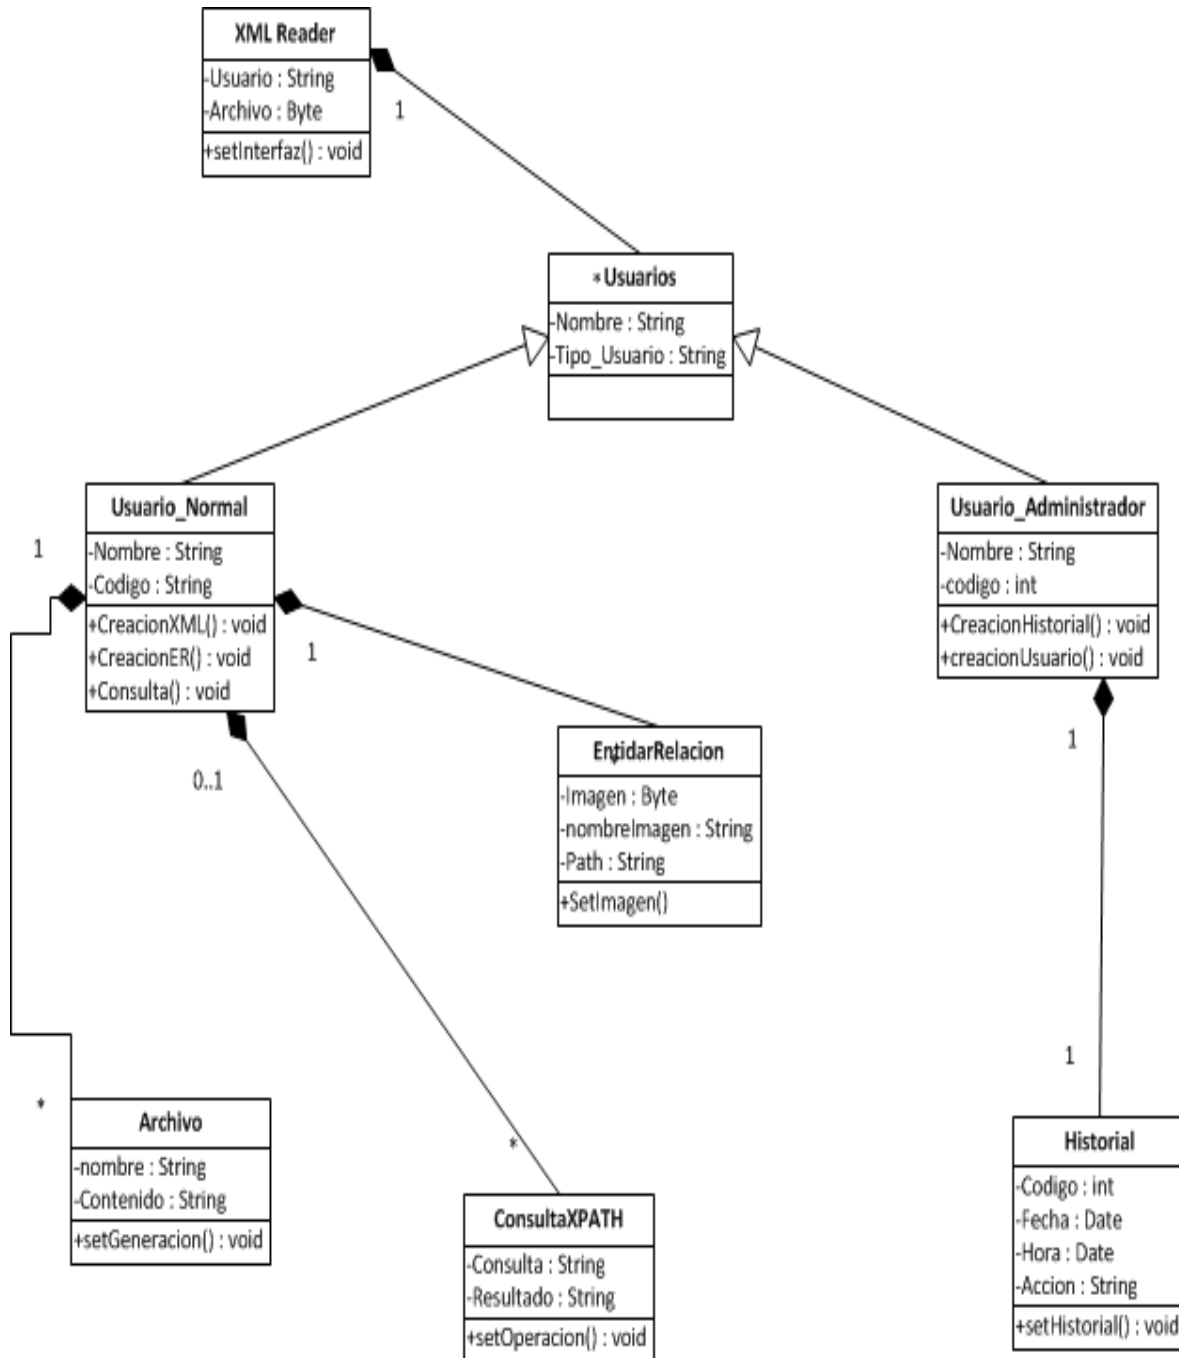 XML Reader
-Usuario : String
-Archivo : Byte
+setInterfaz() : void
1
*Usuarios
-Nombre : String
-Tipo_Usuario : String
Usuario_Normal
-Nombre : String
-Codigo : String
+CreacionXML() : void
+CreacionER() : void
+Consulta() : void
1
1
0..1
Usuario_Administrador
-Nombre : String
-codigo : int
+CreacionHistorial() : void
+creacionUsuario() : void
1
EntidarRelacion
*
-Imagen : Byte
-nombreImagen : String
-Path : String
+SetImagen()
1
*
Archivo
-nombre : String
-Contenido : String
+setGeneracion() : void
*
ConsultaXPATH
-Consulta : String
-Resultado : String
+setOperacion() : void
Historial
-Codigo : int
-Fecha : Date
-Hora : Date
-Accion : String
+setHistorial() : void